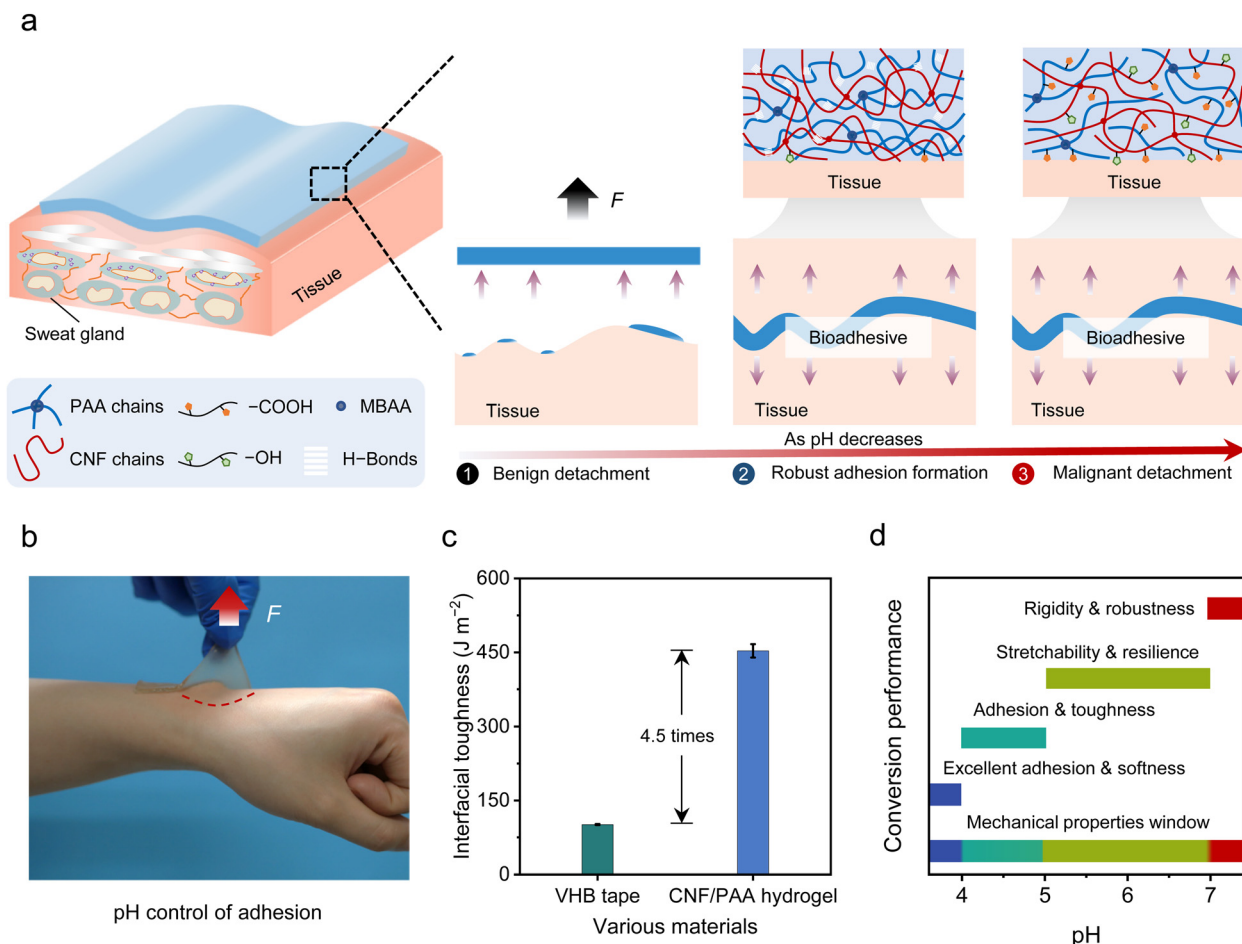 a
Tissue
Sweat gland
PAA chains
–COOH
MBAA
CNF chains
–OH
H–Bonds
F
Tissue
Tissue
Bioadhesive
Tissue
Tissue
Bioadhesive
Tissue
As pH decreases
1 Benign detachment
2 Robust adhesion formation
3 Malignant detachment
b
F
pH control of adhesion
c
Interfacial toughness (J m⁻²)
600
450
300
150
0
4.5 times
VHB tape
CNF/PAA hydrogel
Various materials
d
Conversion performance
Rigidity & robustness
Stretchability & resilience
Adhesion & toughness
Excellent adhesion & softness
Mechanical properties window
4
5
6
7
pH